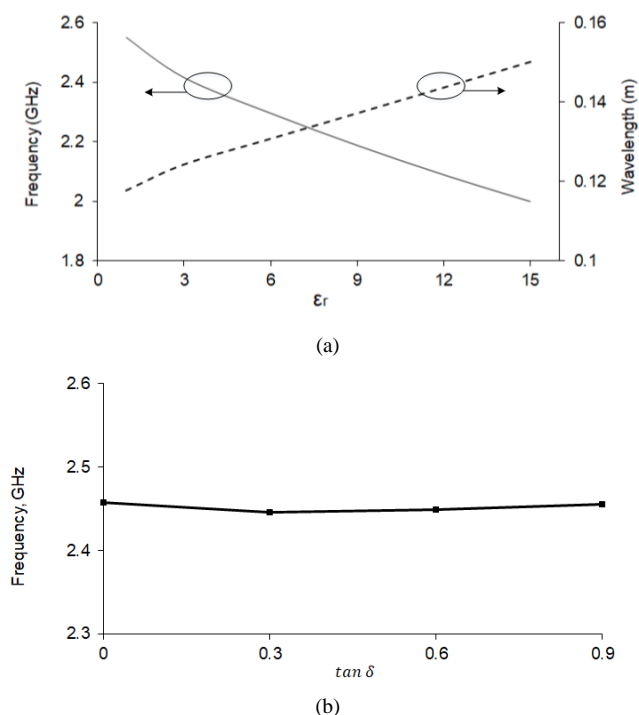 2.6
2.4
2.2
2
1.8
Frequency (GHz)
0.16
0.14
0.12
0.1
Wavelength (m)
0 3 6 9 12 15
εr
(a)
2.6
2.5
2.4
2.3
Frequency, GHz
0 0.3 0.6 0.9
tan δ
(b)